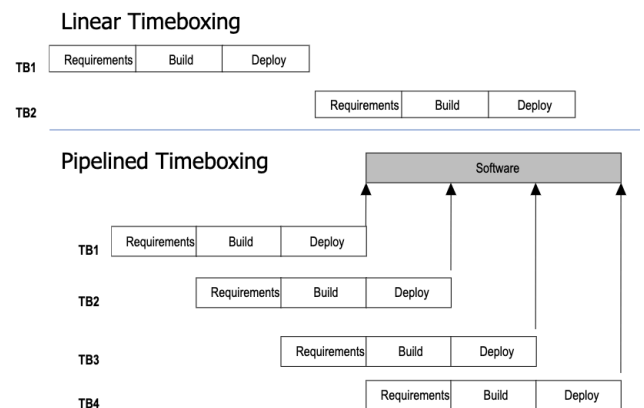 Linear Timeboxing
TB1 Requirements Build Deploy
TB2 Requirements Build Deploy
Pipelined Timeboxing
Software
TB1 Requirements Build Deploy
TB2 Requirements Build Deploy
TB3 Requirements Build Deploy
TB4 Requirements Build Deploy